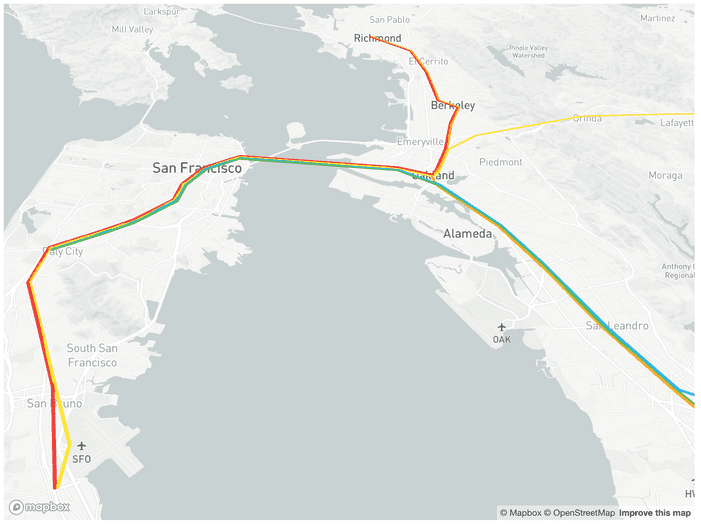 Larkspur
San Pablo
Martinez
Mill Valley
Richmond
Pinole Valley
Watershed
El Cerrito
Berkeley
Orinda
Lafayett
Emeryville
San Francisco
Piedmont
Oakland
Moraga
Alameda
Daly City
Anthony C
Regional
San Leandro
OAK
South San
Francisco
San Bruno
SFO
HW
mapbox
© Mapbox © OpenStreetMap Improve this map